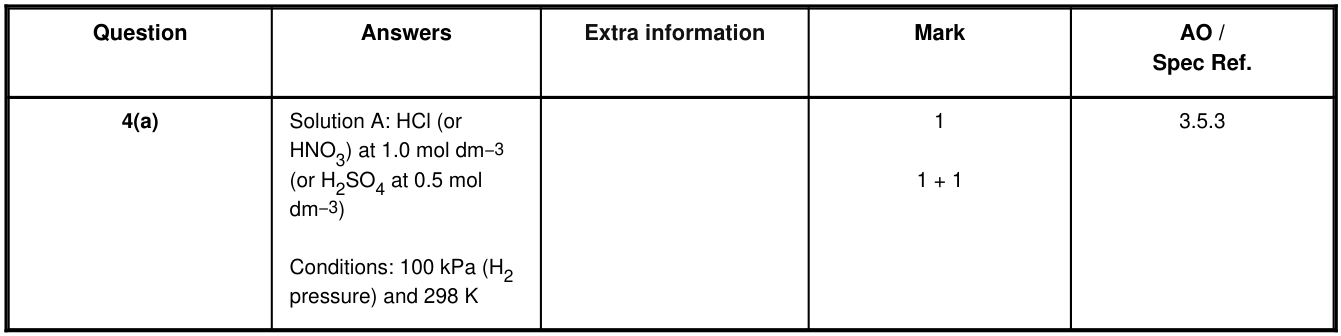 Question Answers Extra information Mark AO /
Spec Ref.
4(a) Solution A: HCl (or 1 3.5.3
HNO3) at 1.0 mol dm−3
(or H2SO4 at 0.5 mol 1 + 1
dm−3)
Conditions: 100 kPa (H2
pressure) and 298 K